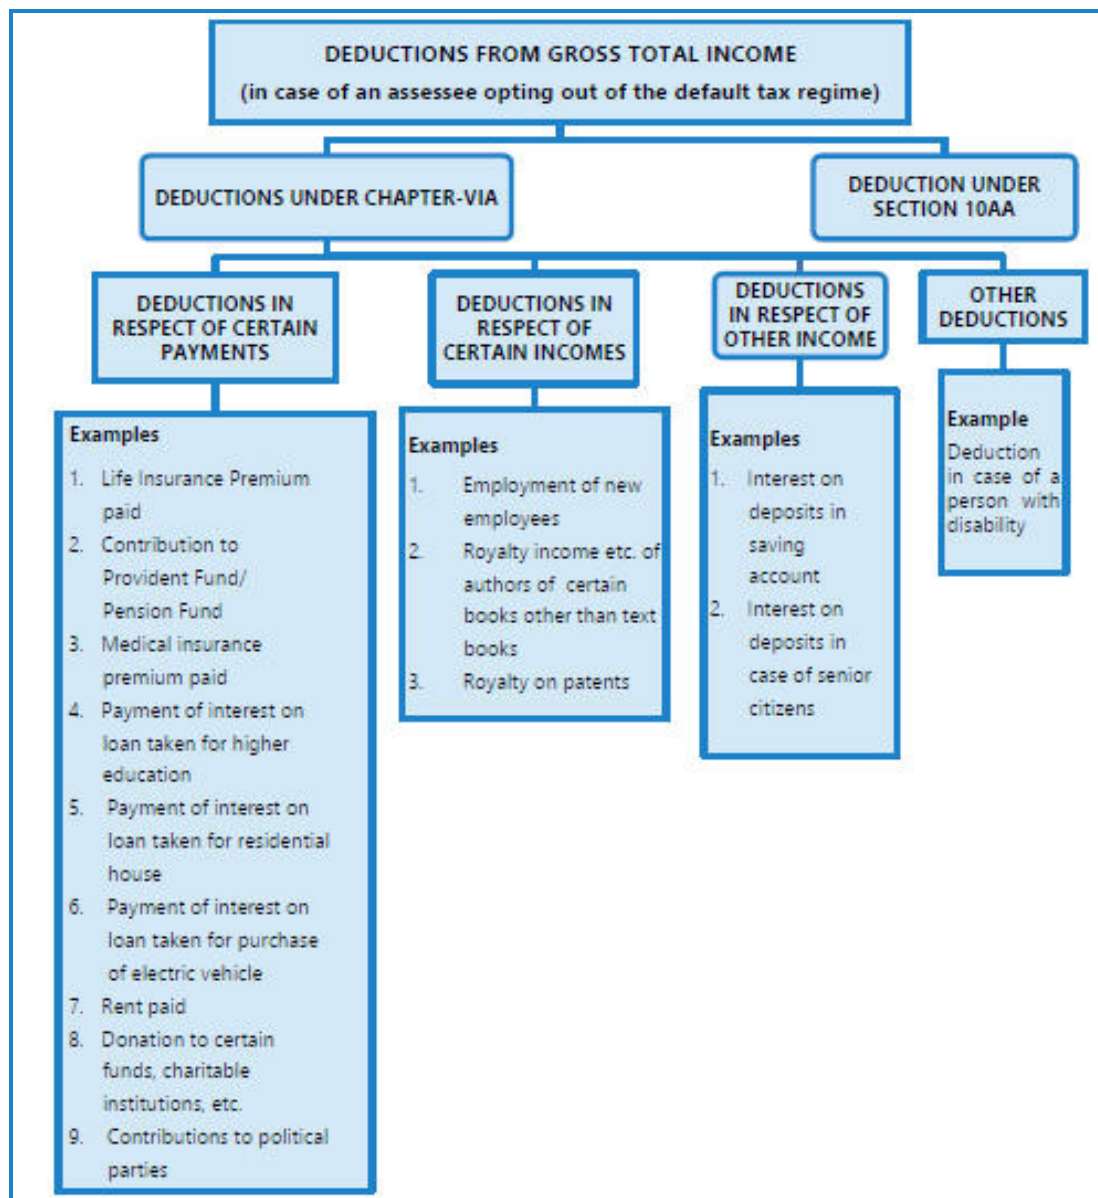 DEDUCTIONS FROM GROSS TOTAL INCOME
(in case of an assessee opting out of the default tax regime)
DEDUCTIONS UNDER CHAPTER-VIA
DEDUCTION UNDER
SECTION 10AA
DEDUCTIONS IN
RESPECT OF CERTAIN
PAYMENTS
Examples
1. Life Insurance Premium
paid
2. Contribution to
Provident Fund/
Pension Fund
3. Medical insurance
premium paid
4. Payment of interest on
loan taken for higher
education
5. Payment of interest on
loan taken for residential
house
6. Payment of interest on
loan taken for purchase
of electric vehicle
7. Rent paid
8. Donation to certain
funds, charitable
institutions, etc.
9. Contributions to political
parties
DEDUCTIONS IN
RESPECT OF
CERTAIN INCOMES
Examples
1. Employment of new
employees
2. Royalty income etc. of
authors of certain
books other than text
books
3. Royalty on patents
DEDUCTIONS
IN RESPECT OF
OTHER INCOME
Examples
1. Interest on
deposits in
saving
account
2. Interest on
deposits in
case of senior
citizens
OTHER
DEDUCTIONS
Example
Deduction
in case of a
person with
disability